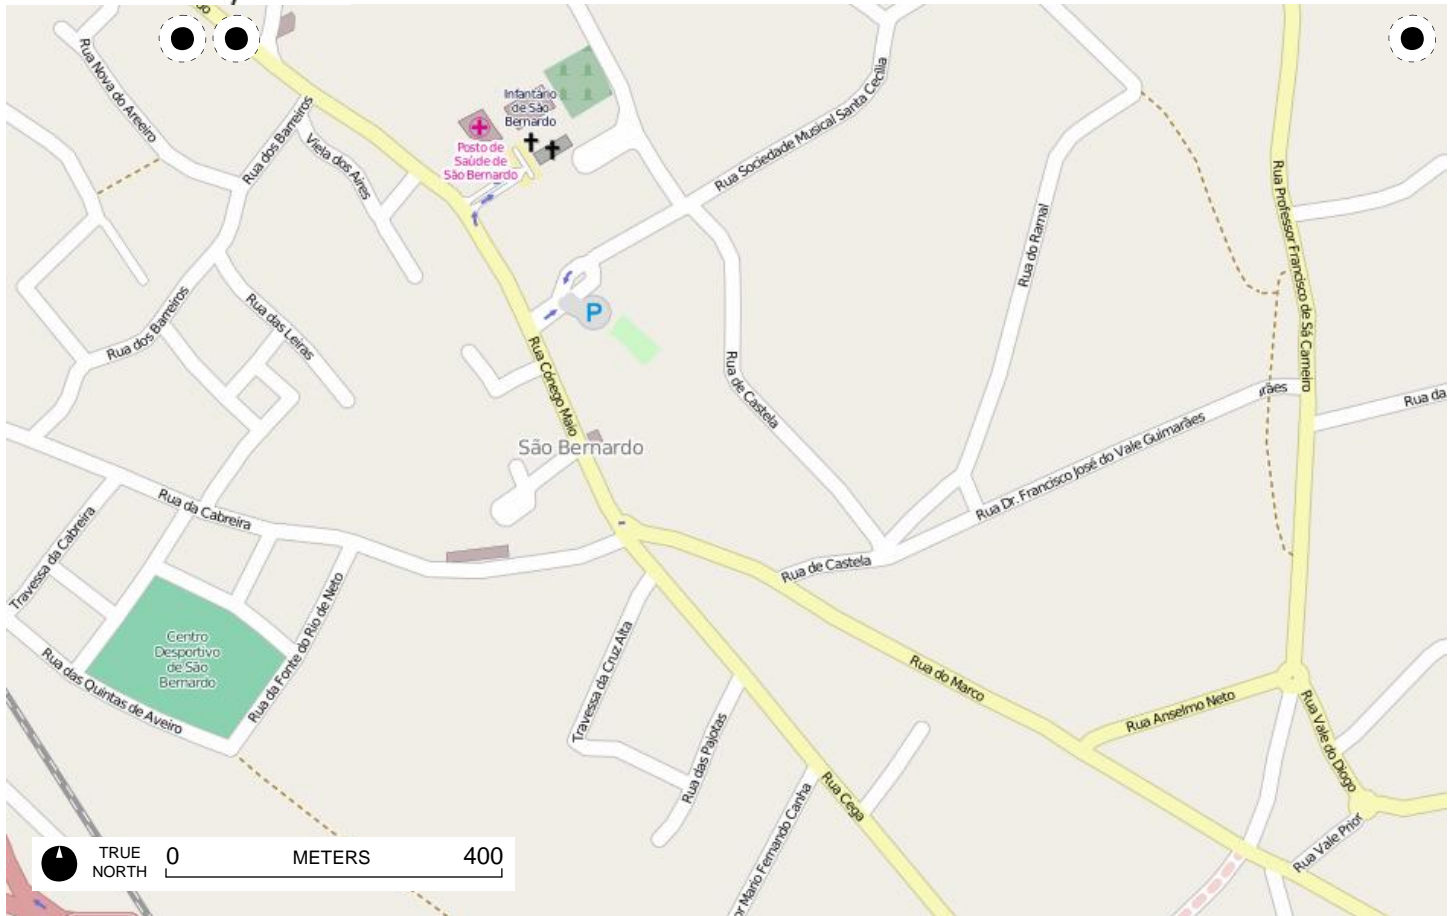 Rua Nova do Areeiro
Rua dos Barreiros
Viela dos Aires
Infantário
de São
Bernardo
Posto de
Saúde de
São Bernardo
Rua Sociedade Musical Santa Cecília
Rua Professor Francisco de Sá Carneiro
Rua do Ramal
Rua dos Barreiros
Rua das Leiras
P
Rua Cónego Maio
Rua de Castela
São Bernardo
Rua da
Rua Dr. Francisco José do Vale Guimarães
Rua da Cabreira
Travessa da Cabreira
Rua de Castela
Rua da Fonte do Rio de Neto
Centro
Desportivo
de São
Bernardo
Rua das Quintas de Aveiro
Travessa da Cruz Alta
Rua das Pajotas
Rua do Marco
Rua Anselmo Neto
Rua Vale do Diogo
Rua Cega
or Mario Fernando Canha
Rua Vale Prior
TRUE
NORTH
0 METERS 400